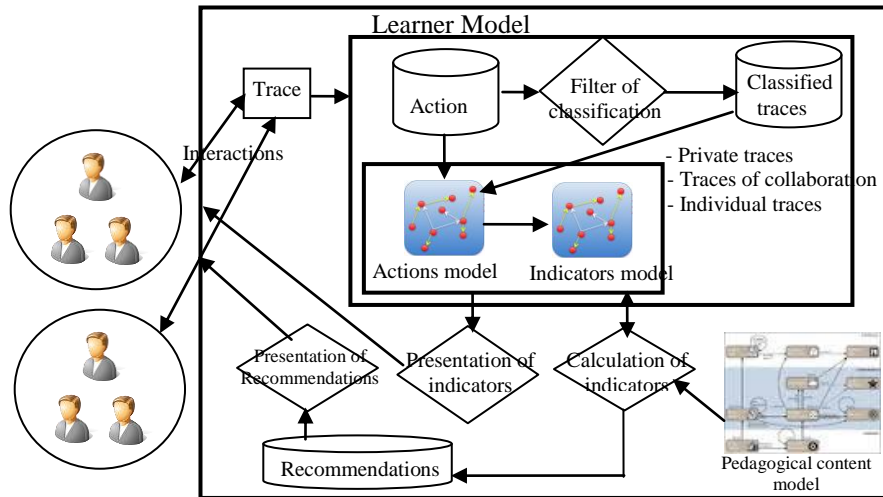 Learner Model
Trace
Action
Filter of
classification
Classified
traces
Interactions
- Private traces
- Traces of collaboration
- Individual traces
Actions model
Indicators model
Presentation of
Recommendations
Presentation of
indicators
Calculation of
indicators
Recommendations
Pedagogical content
model